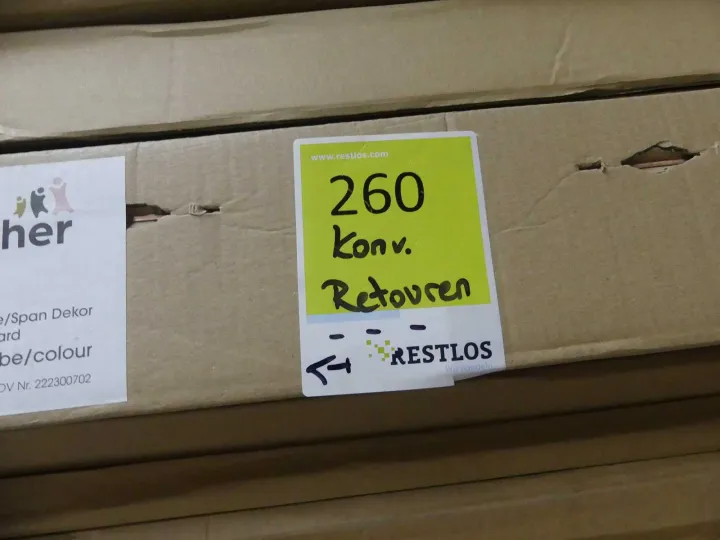 her
e/Span Dekor
ard
be/colour
OV Nr. 222300702
www.restlos.com
260
Konv.
Retouren
RESTLOS